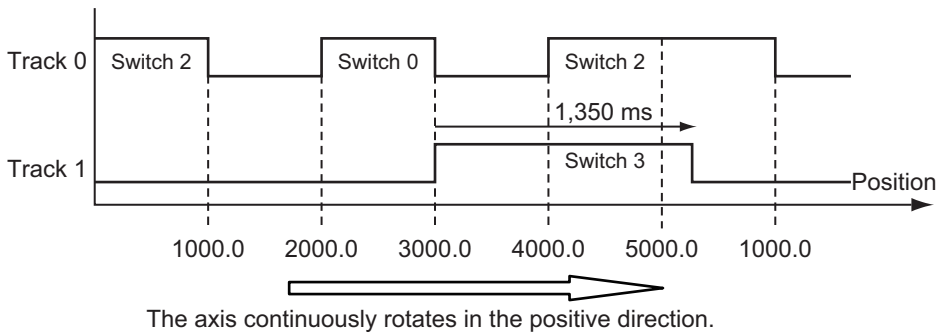 Track 0
Switch 2
Switch 0
Switch 2
1,350 ms
Track 1
Switch 3
Position
1000.0 2000.0 3000.0 4000.0 5000.0 1000.0
The axis continuously rotates in the positive direction.